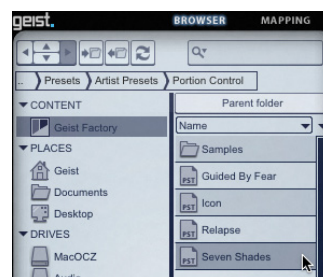 geist. BROWSER MAPPING
.. Presets Artist Presets Portion Control
CONTENT
Geist Factory
PLACES
Geist
Documents
Desktop
DRIVES
MacOCZ
Audio
Parent folder
Name
Samples
PST Guided By Fear
PST Icon
PST Relapse
PST Seven Shades